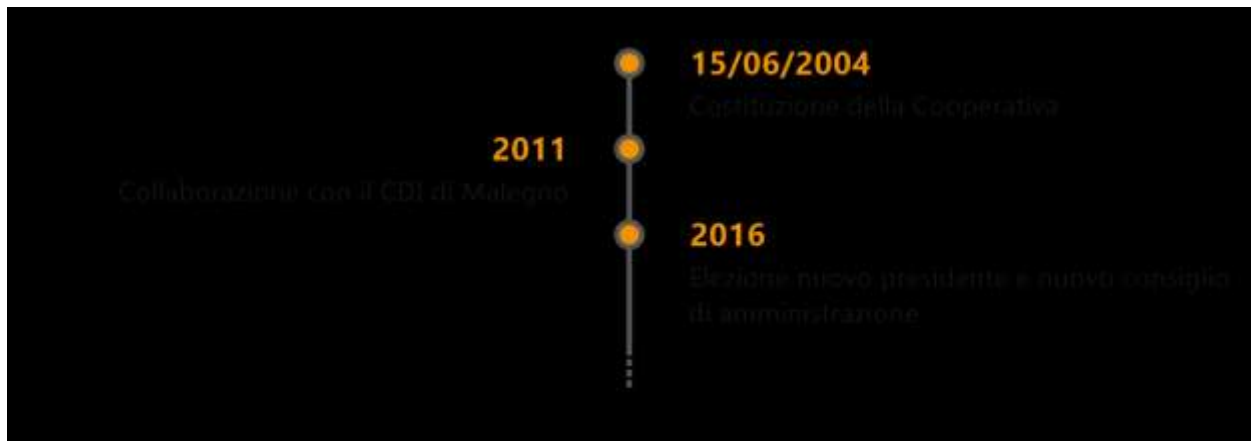 15/06/2004
Costituzione della Cooperativa
2011
Collaborazione con il CDI di Malegno
2016
Elezione nuovo presidente e nuovo consiglio
di amministrazione